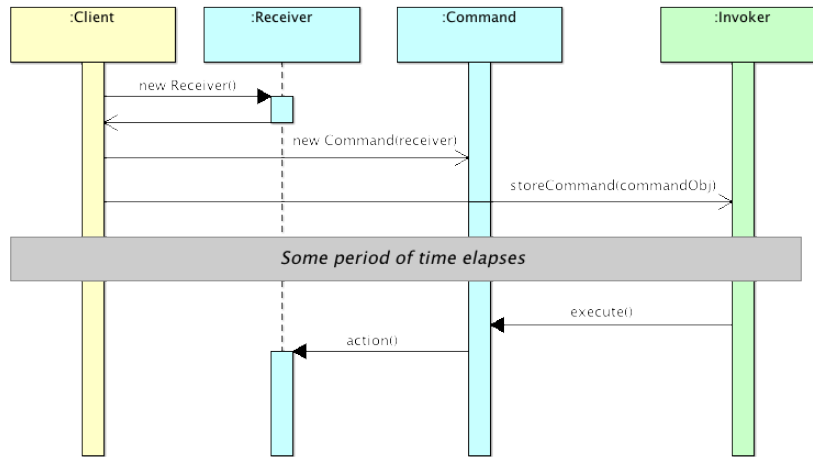 :Client
:Receiver
:Command
:Invoker
new Receiver()
new Command(receiver)
storeCommand(commandObj)
Some period of time elapses
execute()
action()